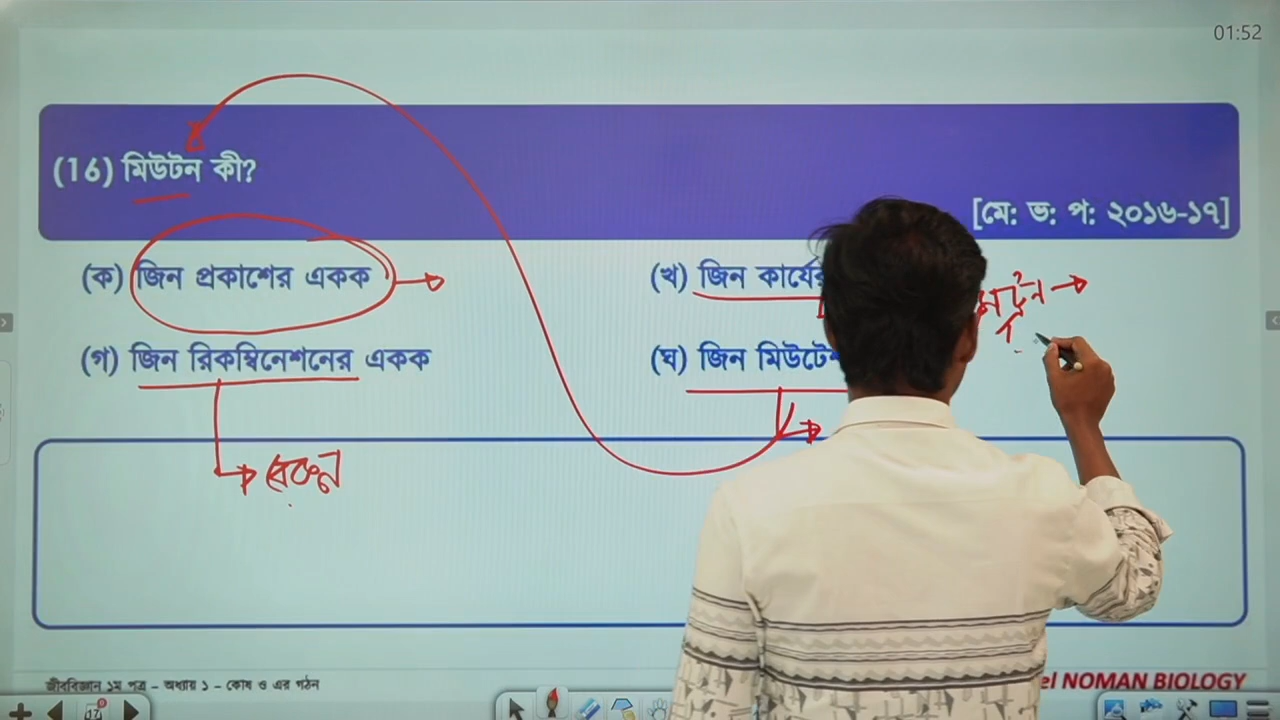 01:52
(16) মিউটন কী?
[মে: ভ: প: ২০১৬-১৭]
(ক) জিন প্রকাশের একক
(খ) জিন কার্যের
(গ) জিন রিকম্বিনেশনের একক
(ঘ) জিন মিউটেশ
রেকন
জীববিজ্ঞান ১ম পত্র – অধ্যায় ১ – কোষ ও এর গঠন
el NOMAN BIOLOGY